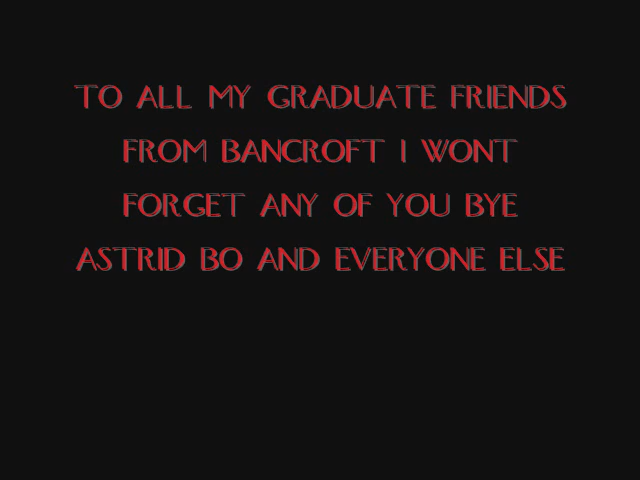 TO ALL MY GRADUATE FRIENDS
FROM BANCROFT I WONT
FORGET ANY OF YOU BYE
ASTRID BO AND EVERYONE ELSE